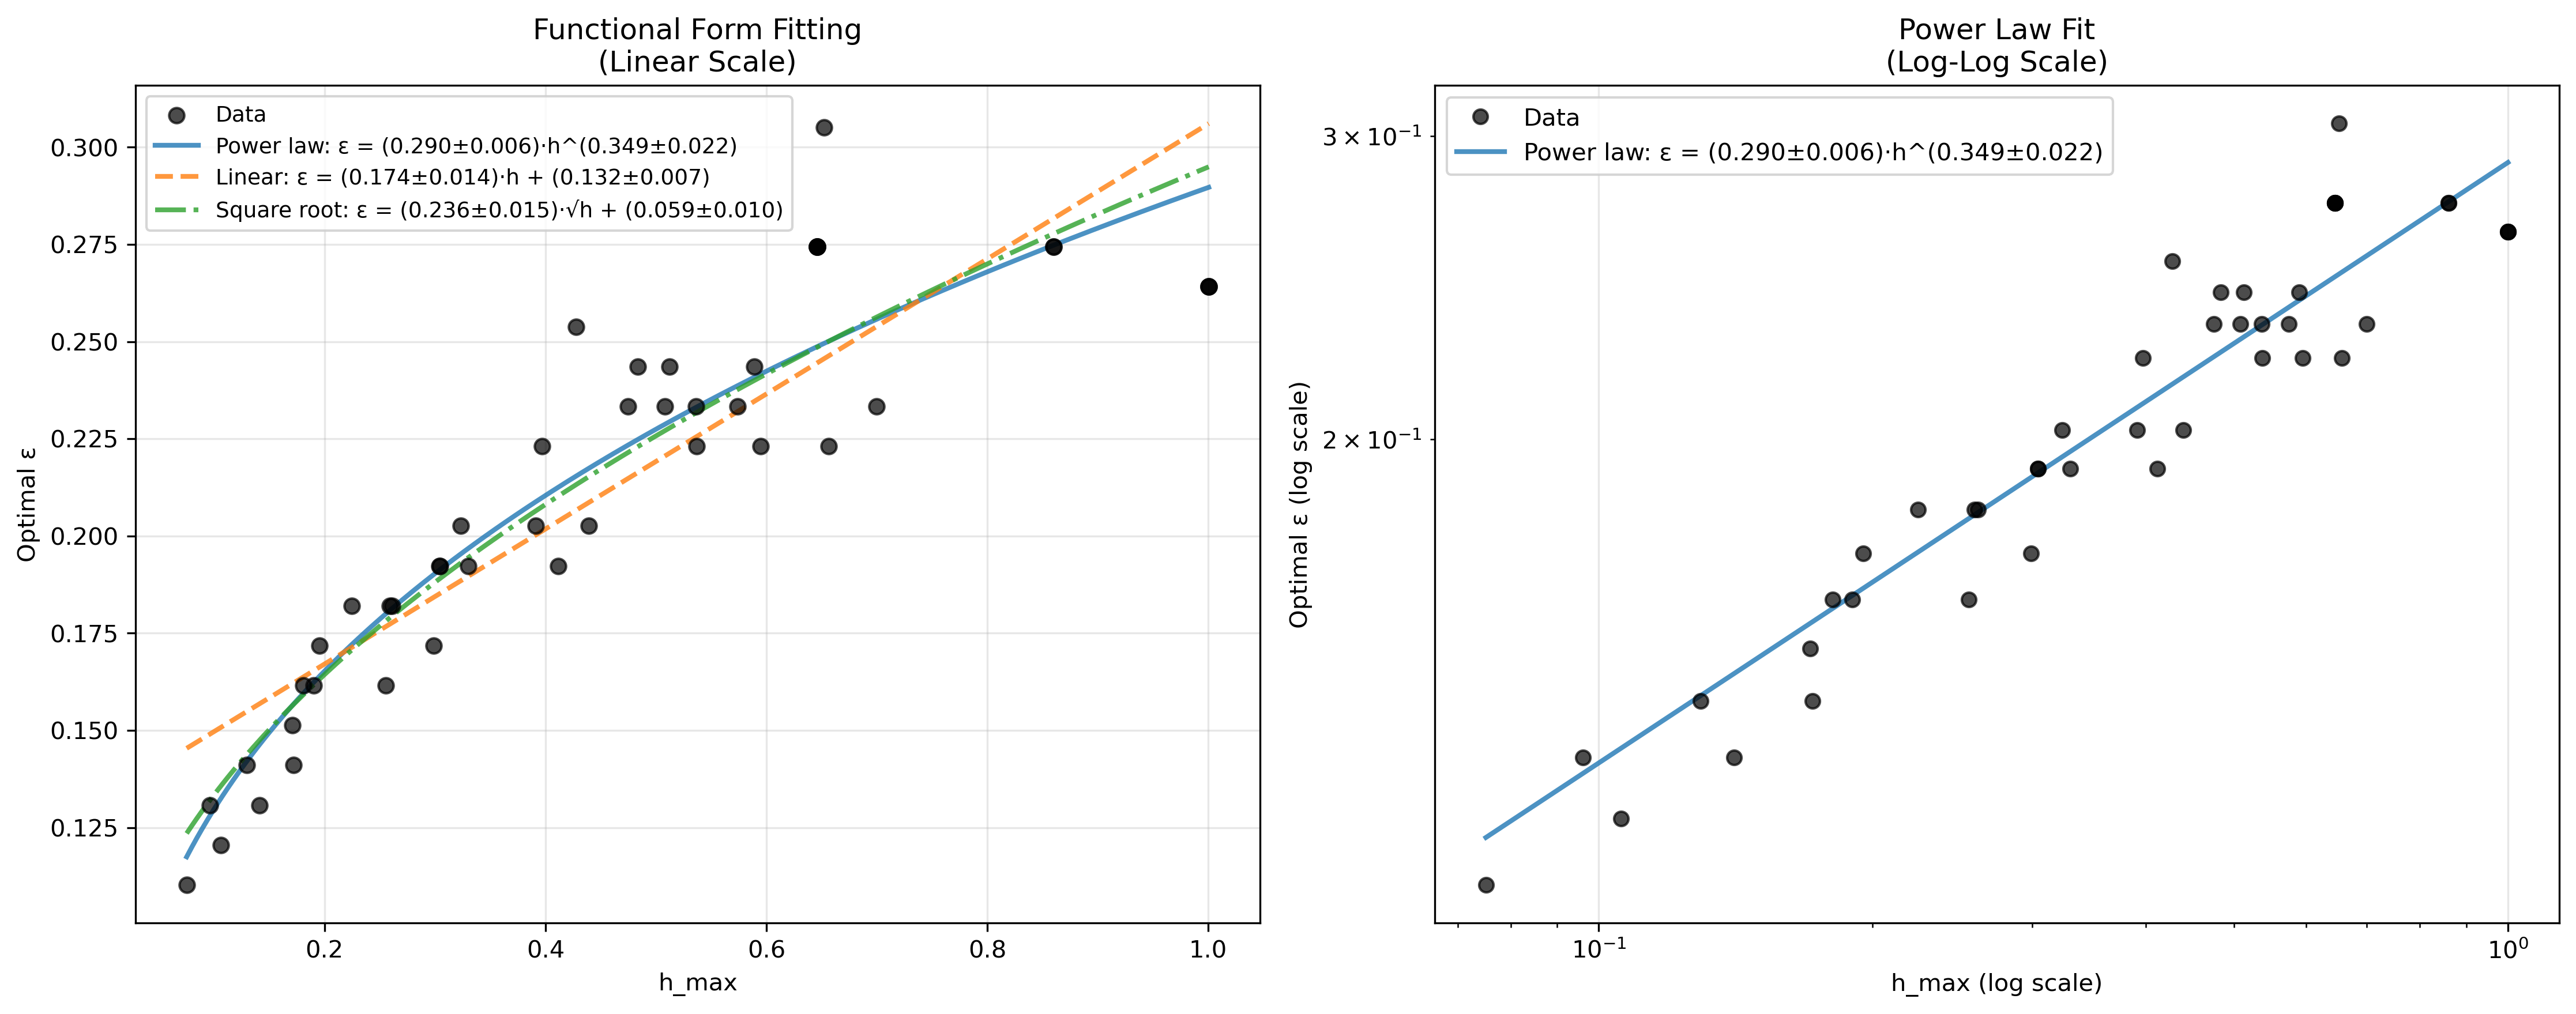 Functional Form Fitting
(Linear Scale)
Data
Power law: ε = (0.290±0.006)·h^(0.349±0.022)
Linear: ε = (0.174±0.014)·h + (0.132±0.007)
Square root: ε = (0.236±0.015)·√h + (0.059±0.010)
0.300
0.275
0.250
0.225
0.200
0.175
0.150
0.125
Optimal ε
0.2 0.4 0.6 0.8 1.0
h_max
Power Law Fit
(Log-Log Scale)
Data
Power law: ε = (0.290±0.006)·h^(0.349±0.022)
3 × 10⁻¹
2 × 10⁻¹
Optimal ε (log scale)
10⁻¹ 10⁰
h_max (log scale)